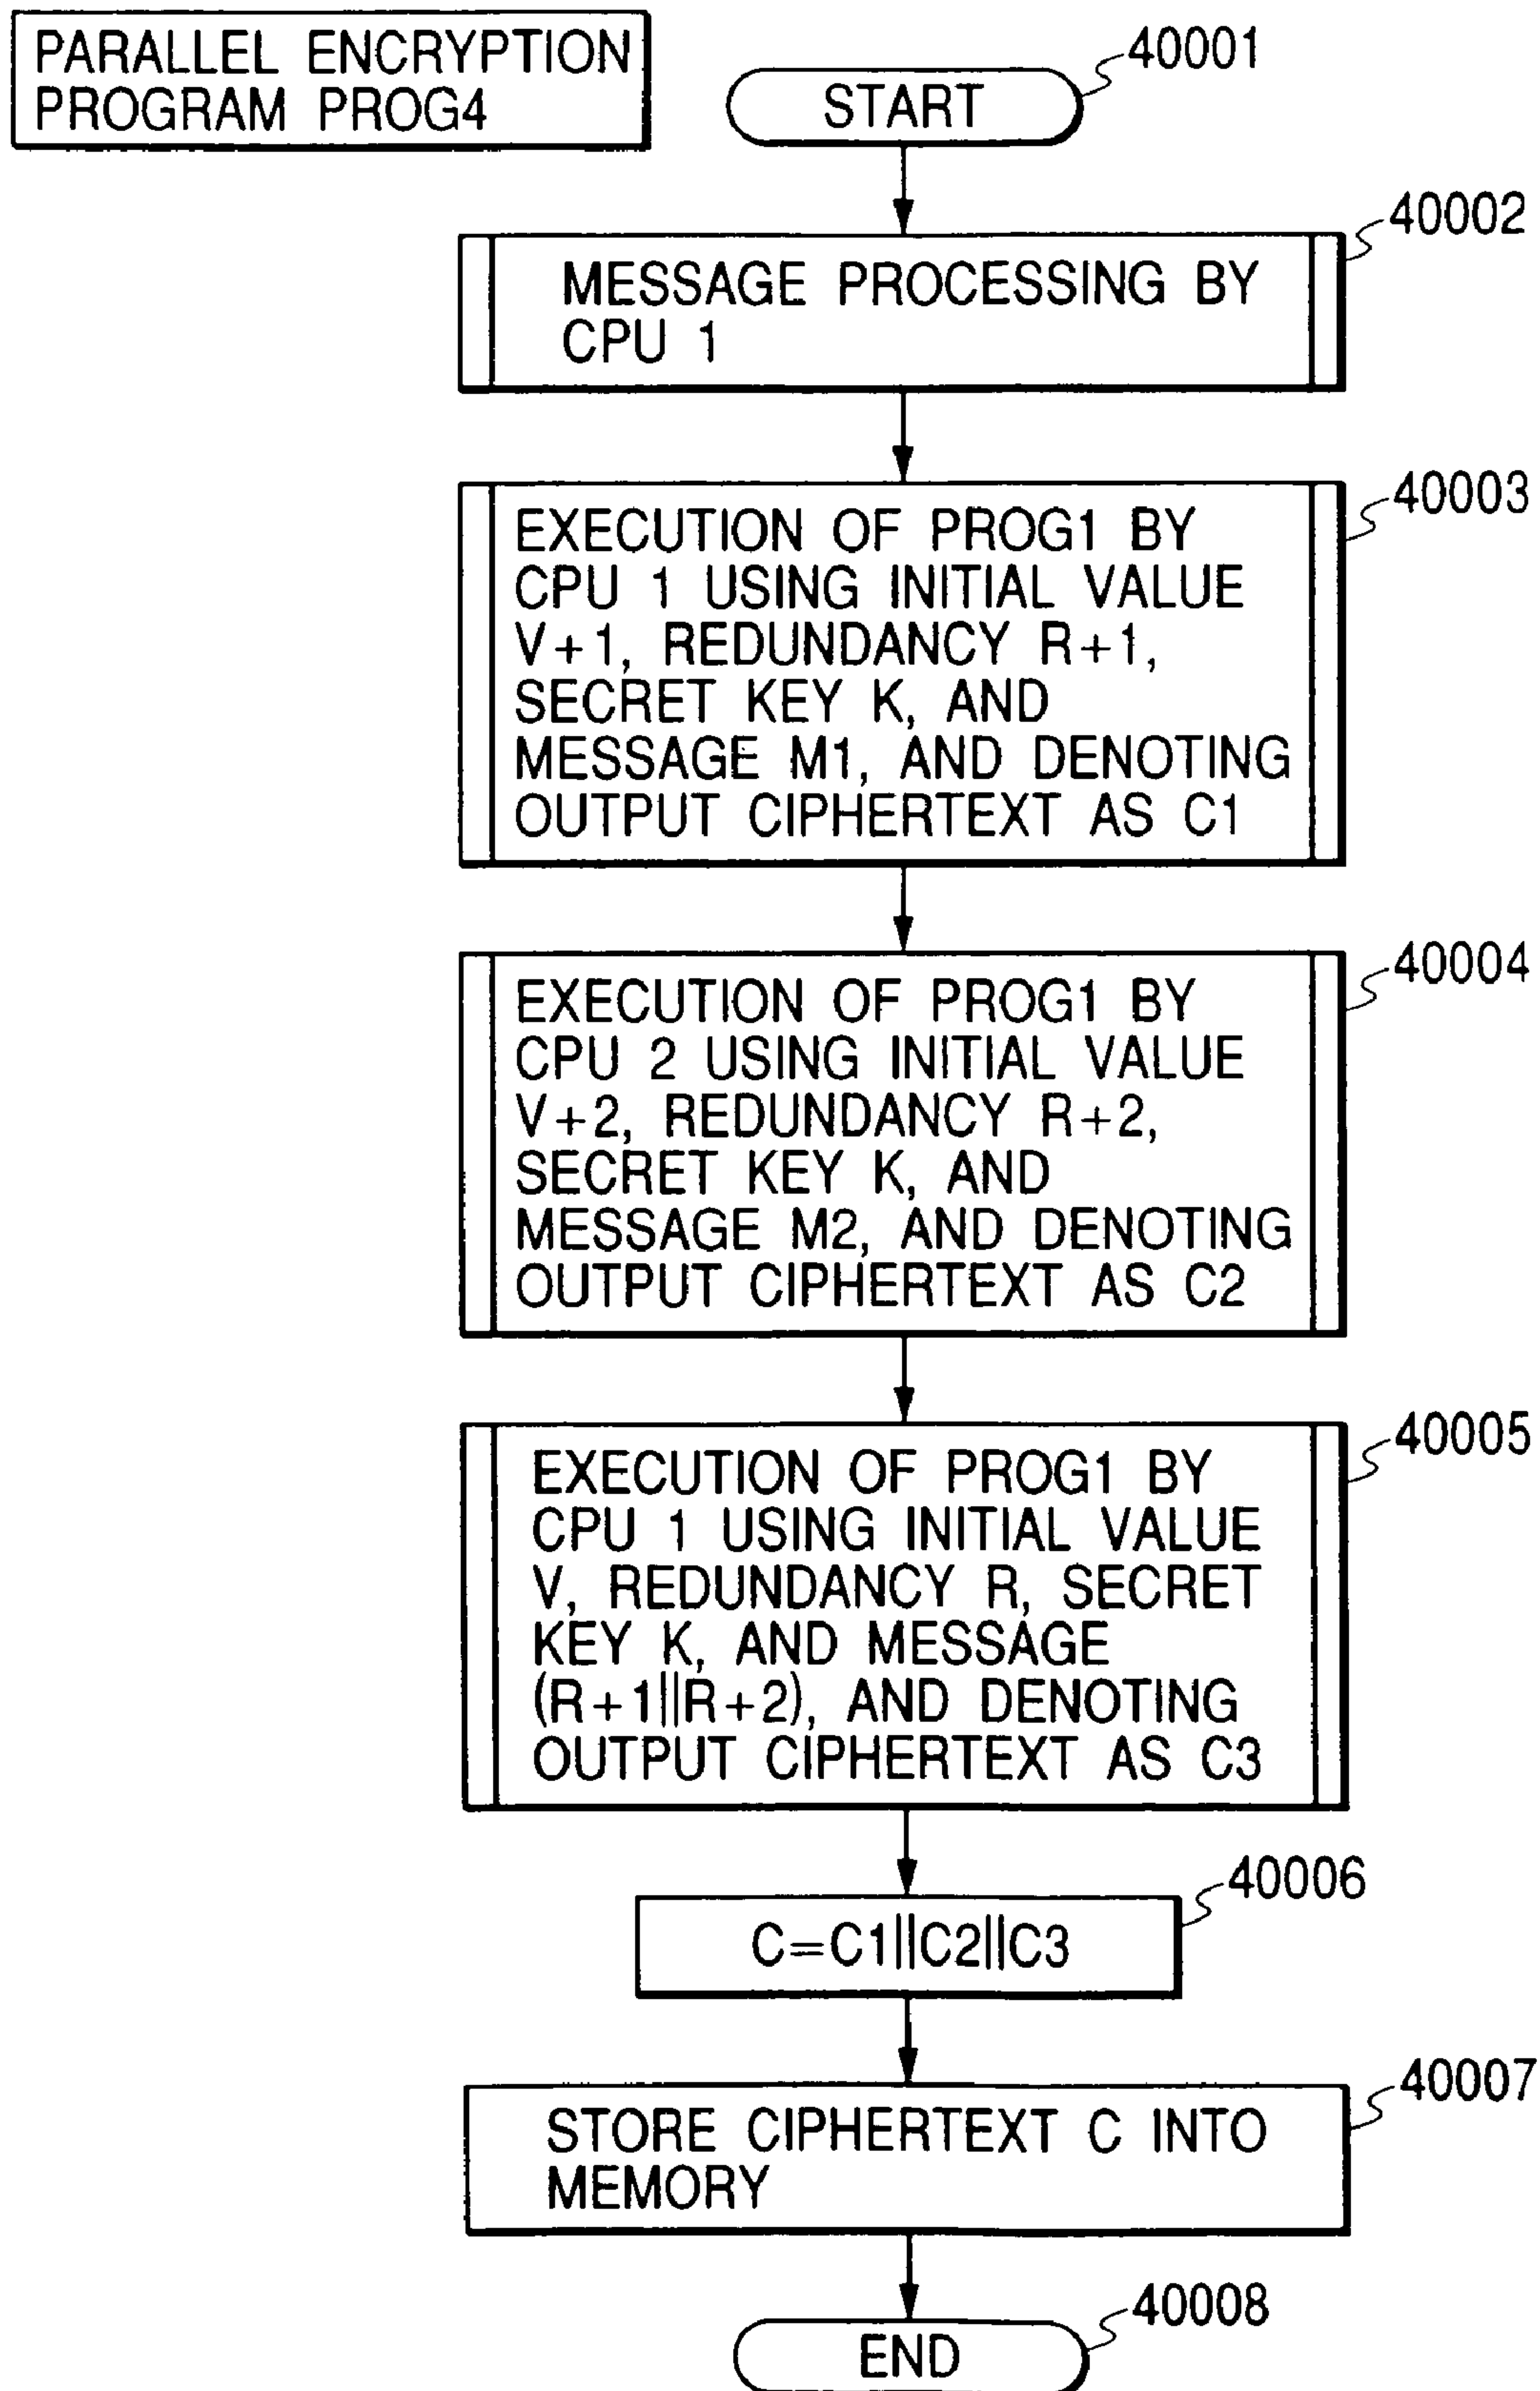 PARALLEL ENCRYPTION
PROGRAM PROG4
START
40001
MESSAGE PROCESSING BY
CPU 1
40002
EXECUTION OF PROG1 BY
CPU 1 USING INITIAL VALUE
V+1, REDUNDANCY R+1,
SECRET KEY K, AND
MESSAGE M1, AND DENOTING
OUTPUT CIPHERTEXT AS C1
40003
EXECUTION OF PROG1 BY
CPU 2 USING INITIAL VALUE
V+2, REDUNDANCY R+2,
SECRET KEY K, AND
MESSAGE M2, AND DENOTING
OUTPUT CIPHERTEXT AS C2
40004
EXECUTION OF PROG1 BY
CPU 1 USING INITIAL VALUE
V, REDUNDANCY R, SECRET
KEY K, AND MESSAGE
(R+1||R+2), AND DENOTING
OUTPUT CIPHERTEXT AS C3
40005
C=C1||C2||C3
40006
STORE CIPHERTEXT C INTO
MEMORY
40007
END
40008